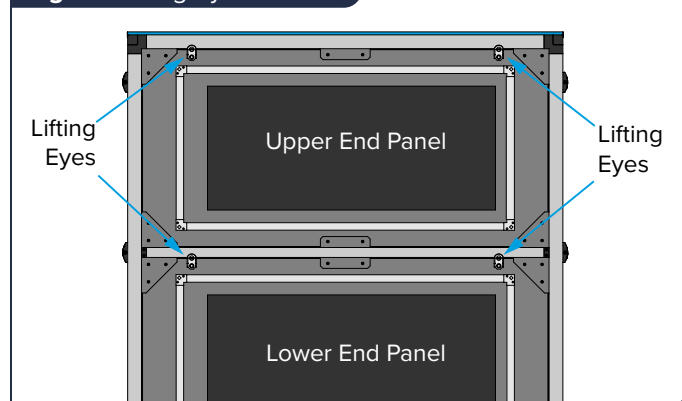 Upper End Panel
Lifting
Eyes
Lifting
Eyes
Lower End Panel